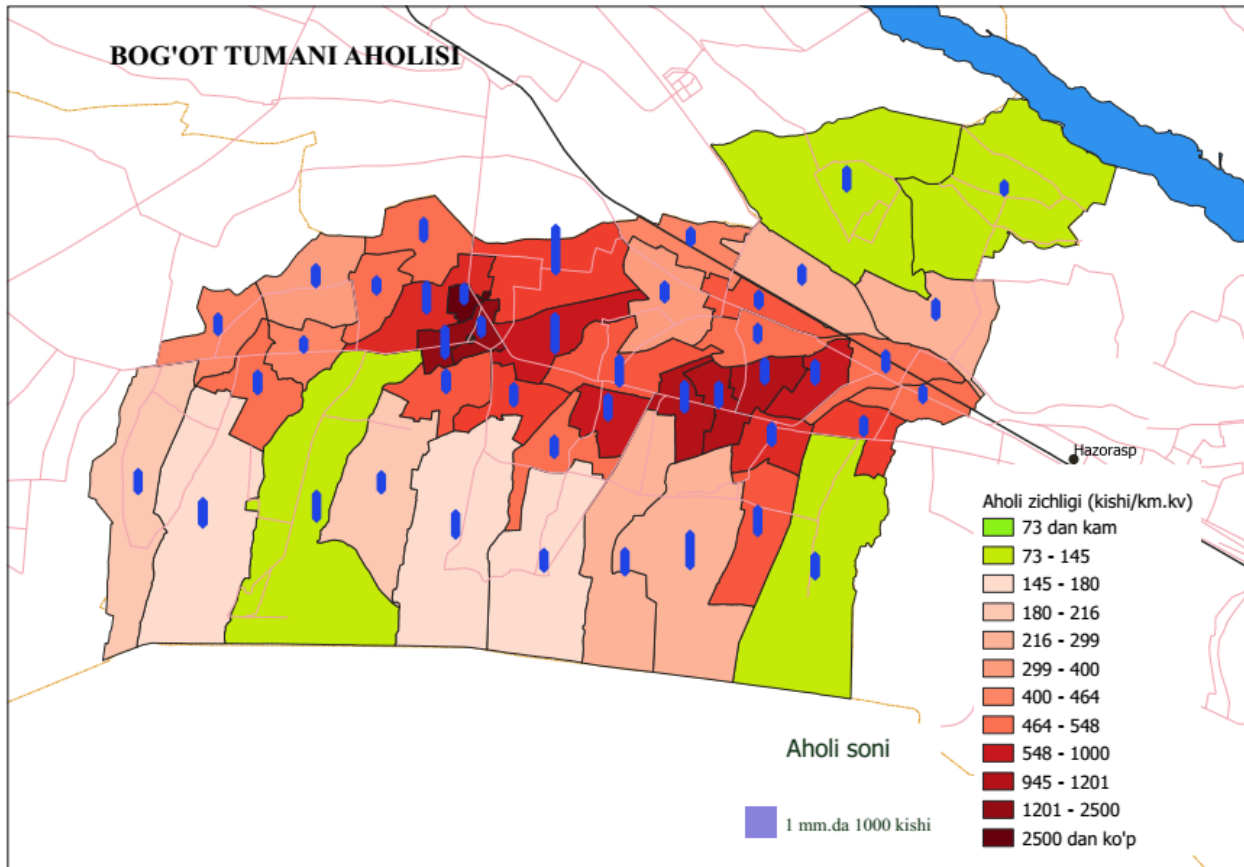 BOG'OT TUMANI AHOLISI
Hazorasp
Aholi zichligi (kishi/km.kv)
73 dan kam
73 - 145
145 - 180
180 - 216
216 - 299
299 - 400
400 - 464
464 - 548
548 - 1000
945 - 1201
1201 - 2500
2500 dan ko'p
Aholi soni
1 mm.da 1000 kishi